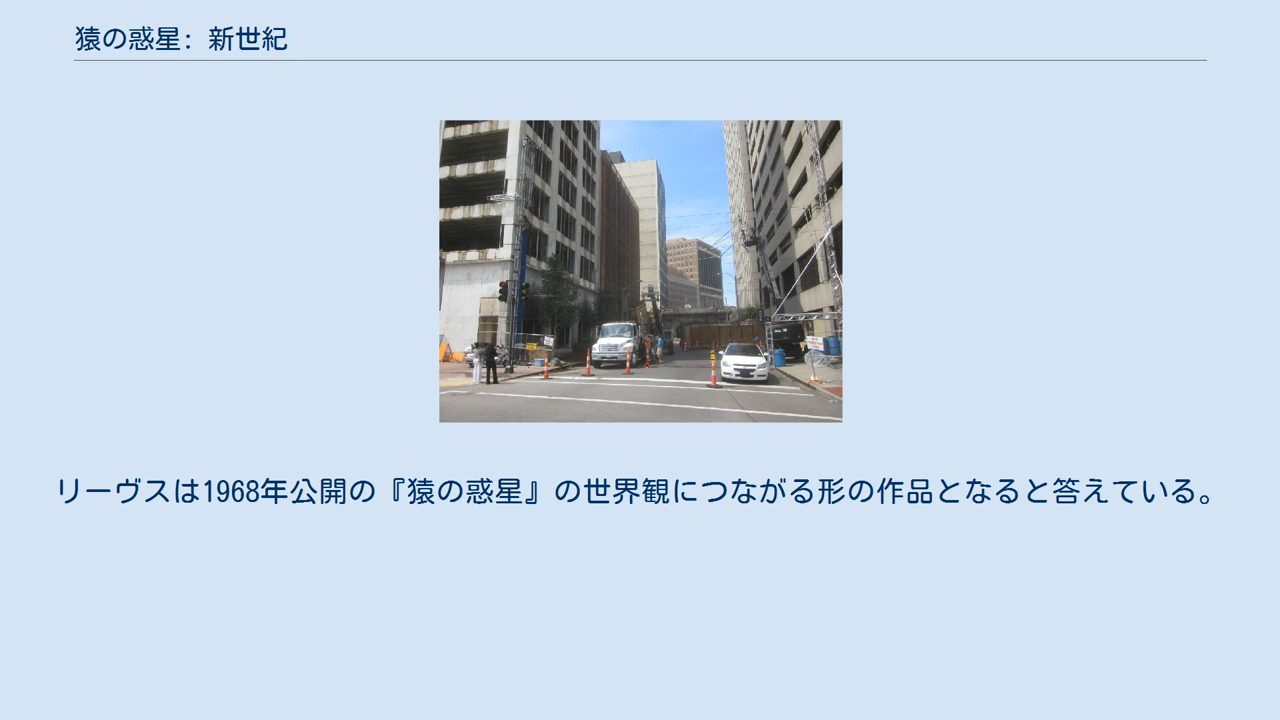 猿の惑星: 新世紀
リーヴスは1968年公開の『猿の惑星』の世界観につながる形の作品となると答えている。